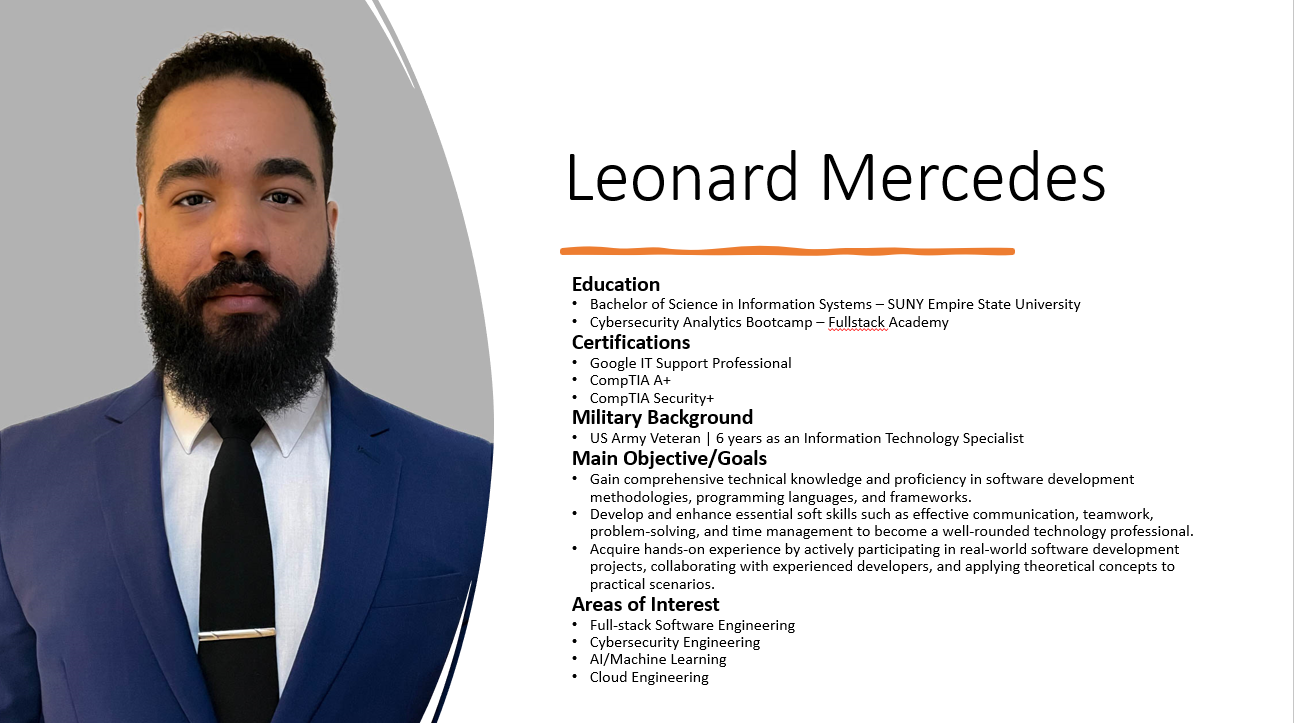 Leonard Mercedes
Education
• Bachelor of Science in Information Systems – SUNY Empire State University
• Cybersecurity Analytics Bootcamp – Fullstack Academy
Certifications
• Google IT Support Professional
• CompTIA A+
• CompTIA Security+
Military Background
• US Army Veteran | 6 years as an Information Technology Specialist
Main Objective/Goals
• Gain comprehensive technical knowledge and proficiency in software development
methodologies, programming languages, and frameworks.
• Develop and enhance essential soft skills such as effective communication, teamwork,
problem-solving, and time management to become a well-rounded technology professional.
• Acquire hands-on experience by actively participating in real-world software development
projects, collaborating with experienced developers, and applying theoretical concepts to
practical scenarios.
Areas of Interest
• Full-stack Software Engineering
• Cybersecurity Engineering
• AI/Machine Learning
• Cloud Engineering